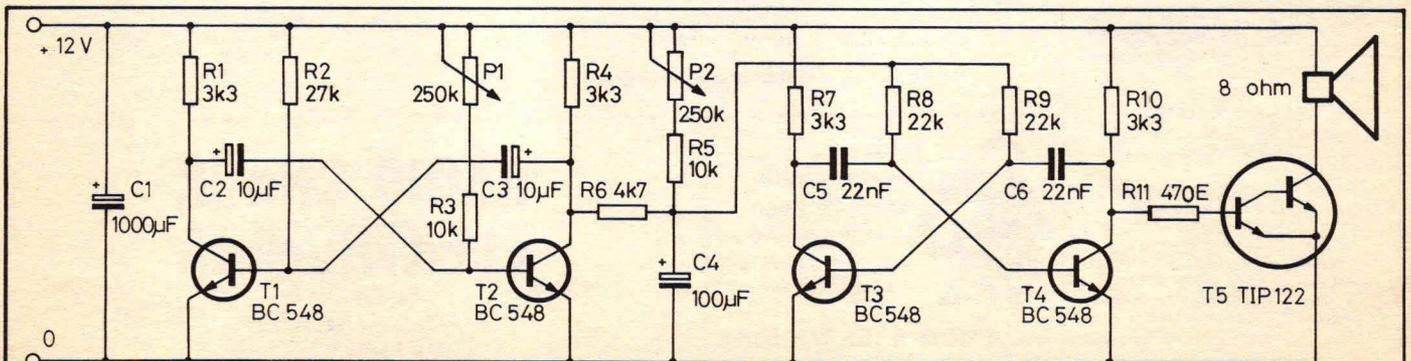 + 12 V
R1
3k3
R2
27k
P1
250k
R4
3k3
P2
250k
R7
3k3
R8
22k
R9
22k
R10
3k3
8 ohm
+
C1
1000µF
+
C2 10µF
+
C3 10µF
R3
10k
R6 4k7
R5
10k
+
C4
100µF
C5 22nF
C6 22nF
R11 470E
T1
BC 548
T2
BC 548
T3
BC548
T4
BC 548
T5 TIP122
0